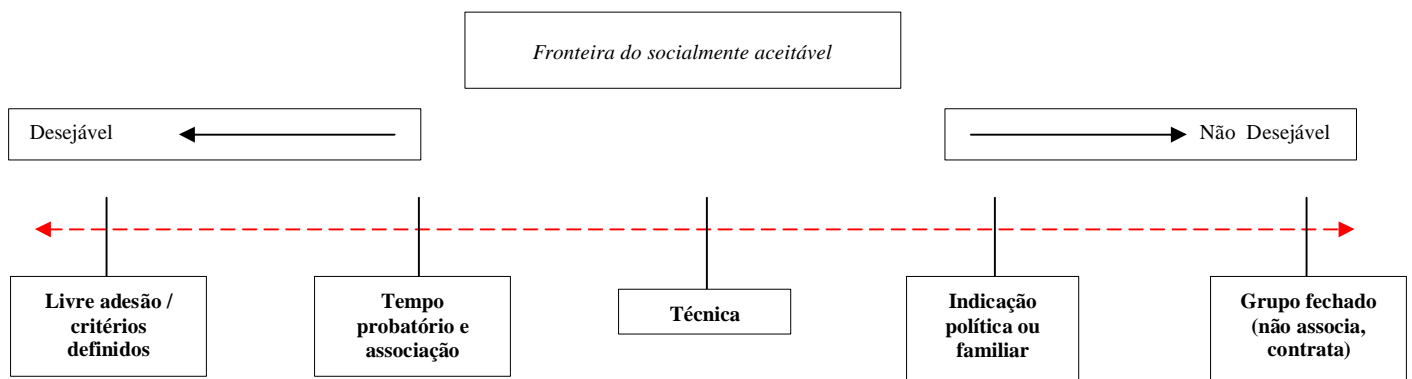 Fronteira do socialmente aceitável
Desejável
Não Desejável
Livre adesão /
critérios
definidos
Tempo
probatório e
associação
Técnica
Indicação
política ou
familiar
Grupo fechado
(não associa,
contrata)